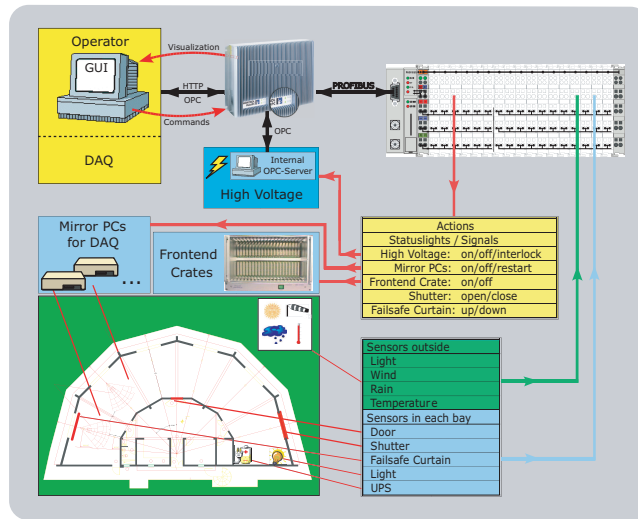 Operator
GUI
DAQ
Visualization
HTTP
OPC
Commands
PROFIBUS
OPC
Internal
OPC-Server
High Voltage
Mirror PCs
for DAQ
...
Frontend
Crates
Actions
Statuslights / Signals
High Voltage: on/off/interlock
Mirror PCs: on/off/restart
Frontend Crate: on/off
Shutter: open/close
Failsafe Curtain: up/down
Sensors outside
Light
Wind
Rain
Temperature
Sensors in each bay
Door
Shutter
Failsafe Curtain
Light
UPS